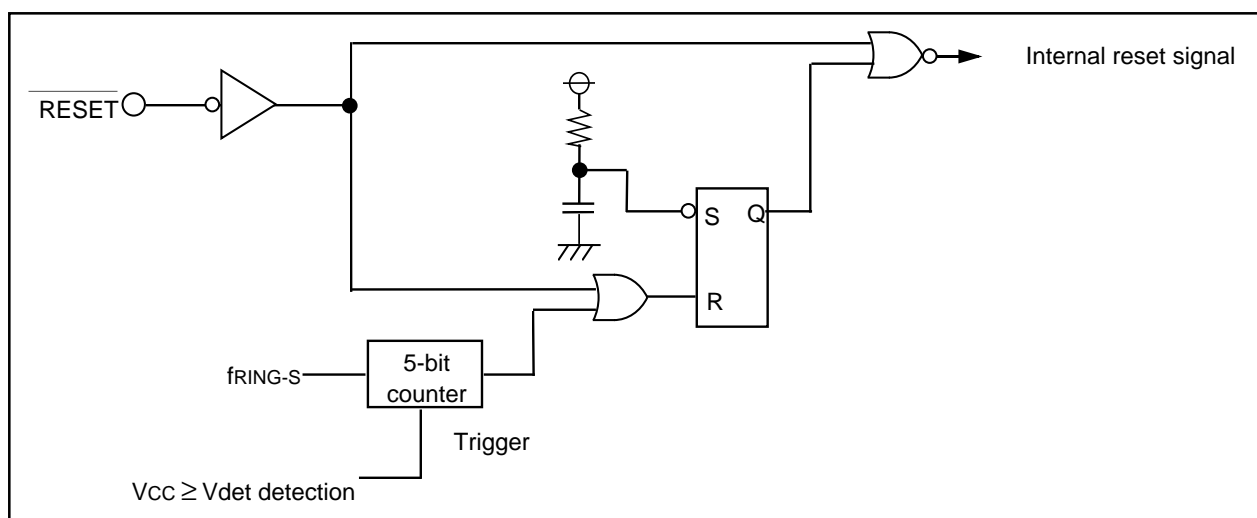 Internal reset signal
RESET
S
Q
R
5-bit
counter
fRING-S
Trigger
VCC ≥ Vdet detection